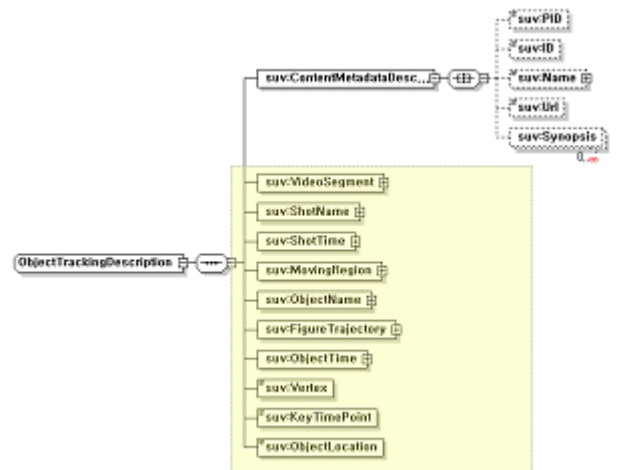 suv:PID
suv:ID
suv:ContentMetadataDesc...
suv:Name
suv:Url
suv:Synopsis
0..∞
suv:VideoSegment
suv:ShotName
suv:ShotTime
ObjectTrackingDescription
suv:MovingRegion
suv:ObjectName
suv:FigureTrajectory
suv:ObjectTime
suv:Vertex
suv:KeyTimePoint
suv:ObjectLocation